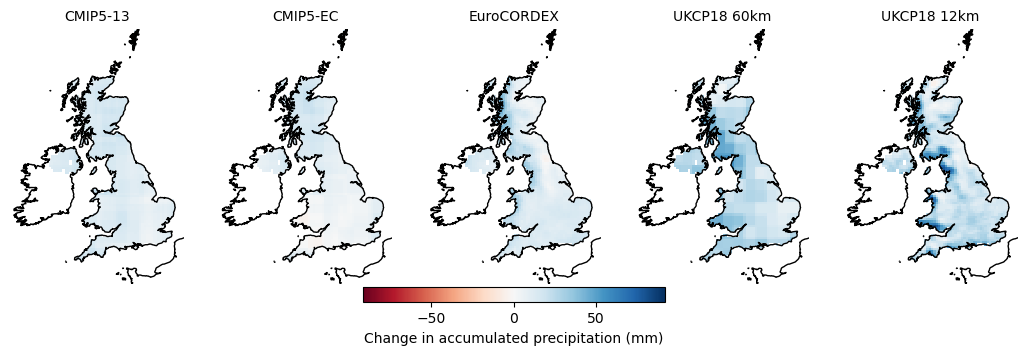 CMIP5-13 CMIP5-EC EuroCORDEX UKCP18 60km UKCP18 12km
−50 0 50
Change in accumulated precipitation (mm)